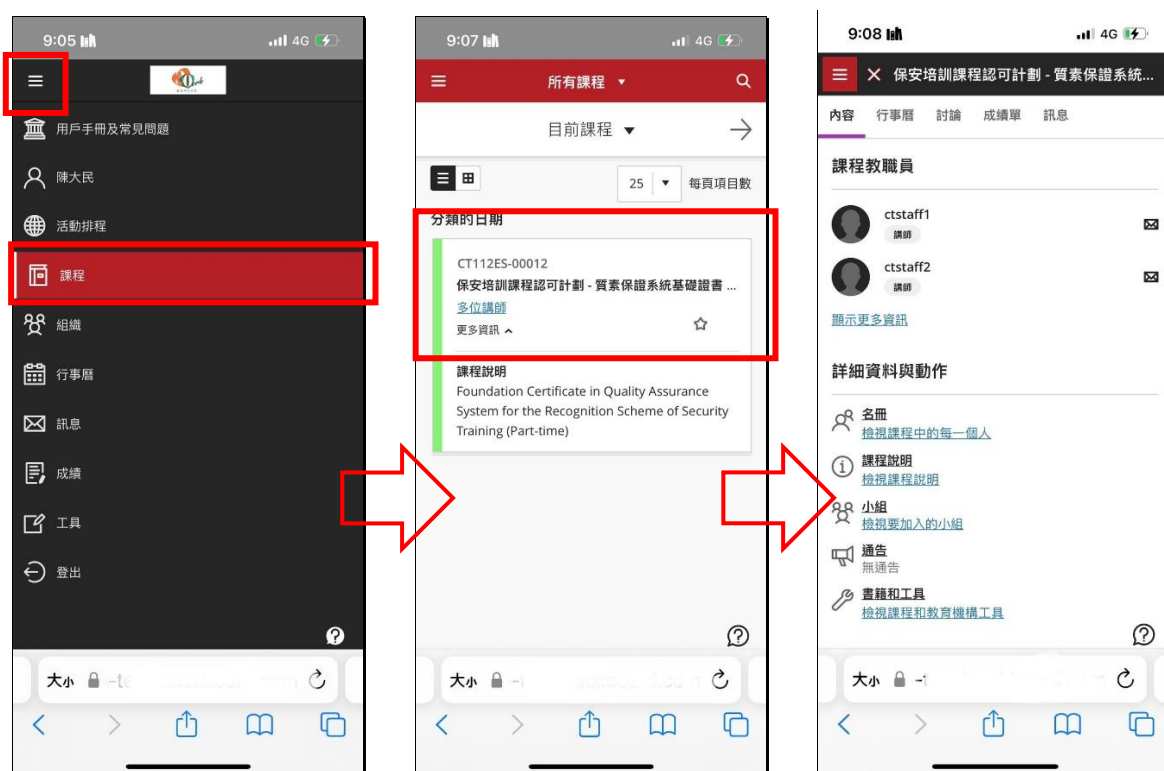 9:05
4G
用戶手冊及常見問題
陳大民
活動排程
課程
組織
行事曆
訊息
成績
工具
登出
大小
9:07
4G
所有課程
目前課程
25
每頁項目數
分類的日期
CT112ES-00012
保安培訓課程認可計劃 - 質素保證系統基礎證書 ...
多位講師
更多資訊
課程說明
Foundation Certificate in Quality Assurance
System for the Recognition Scheme of Security
Training (Part-time)
大小
9:08
4G
保安培訓課程認可計劃 - 質素保證系統...
內容 行事曆 討論 成績單 訊息
課程教職員
ctstaff1
講師
ctstaff2
講師
顯示更多資訊
詳細資料與動作
名冊
檢視課程中的每一個人
課程說明
檢視課程說明
小組
檢視要加入的小組
通告
無通告
書籍和工具
檢視課程和教育機構工具
大小